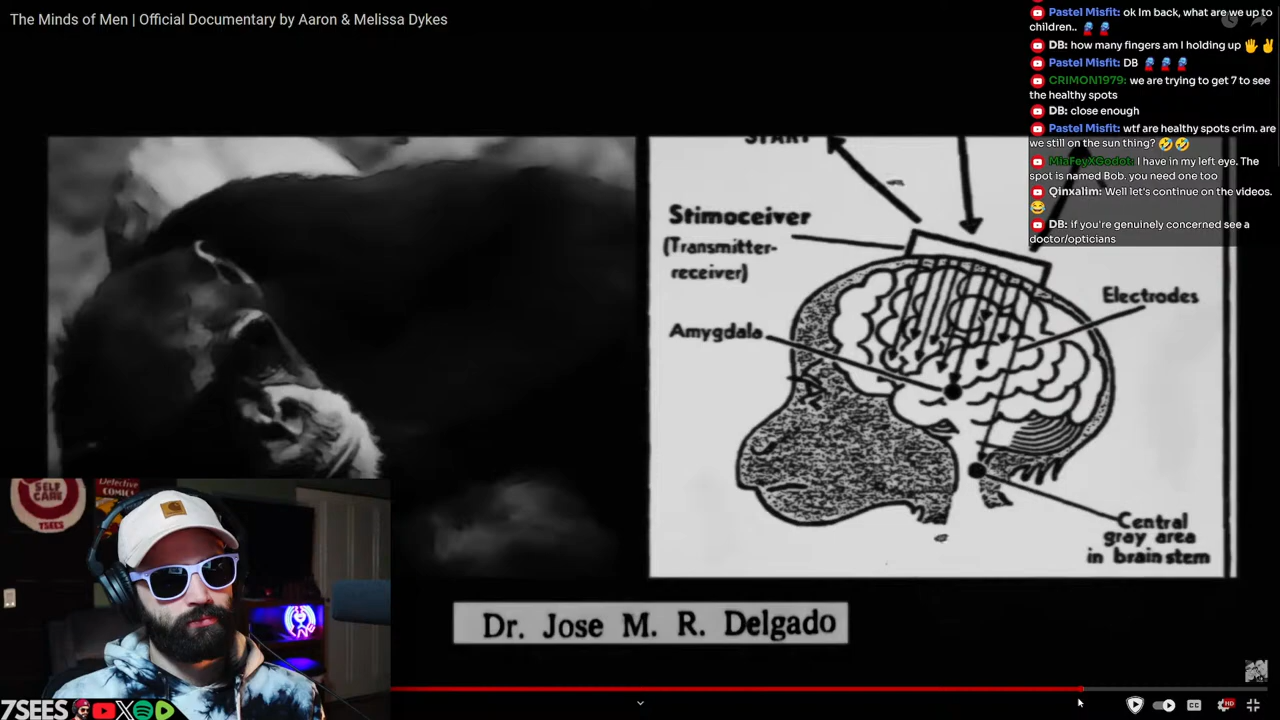 The Minds of Men | Official Documentary by Aaron & Melissa Dykes
Pastel Misfit: ok Im back, what are we up to
children..
DB: how many fingers am I holding up 🖐️✌️
Pastel Misfit: DB
CRIMON1979: we are trying to get 7 to see
the healthy spots
DB: close enough
Pastel Misfit: wtf are healthy spots crim. are
we still on the sun thing? 🤣🤣
MiaFeyXGodot: I have in my left eye. The
spot is named Bob. you need one too
Qinxalim: Well let's continue on the videos.
😂
DB: if you're genuinely concerned see a
doctor/opticians
START
Stimoceiver
(Transmitter-
receiver)
Electrodes
Amygdala
Central
gray area
in brain stem
SELF
CARE
7SEES
Detective
COMICS
Dr. Jose M. R. Delgado
7SEES
CC
HD